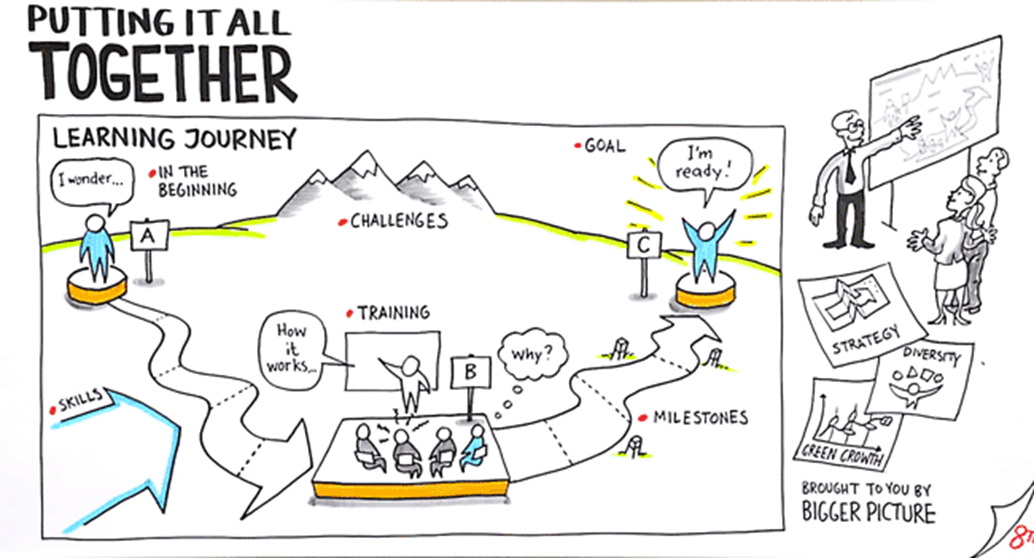 PUTTING IT ALL
TOGETHER
LEARNING JOURNEY
I wonder...
IN THE
BEGINNING
A
CHALLENGES
GOAL
I'm
ready!
C
TRAINING
How
it
works...
B
why?
SKILLS
MILESTONES
STRATEGY
DIVERSITY
GREEN GROWTH
BROUGHT TO YOU BY
BIGGER PICTURE